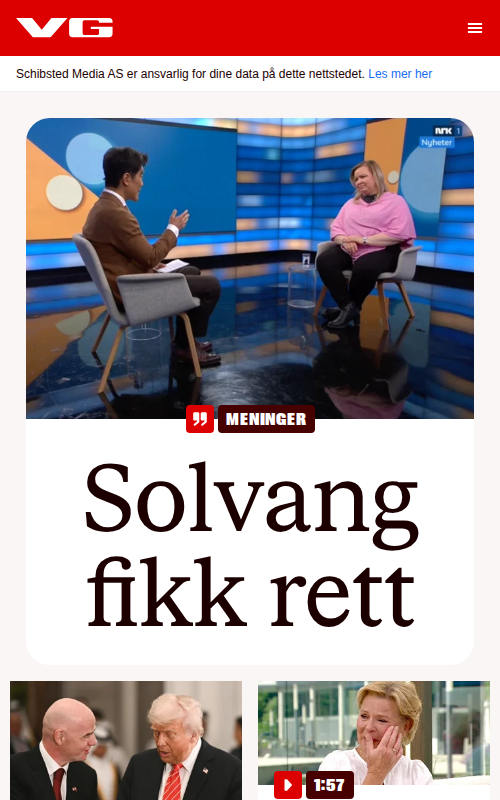 VG
Schibsted Media AS er ansvarlig for dine data på dette nettstedet. Les mer her
NRK 1
Nyheter
MENINGER
Solvang
fikk rett
1:57